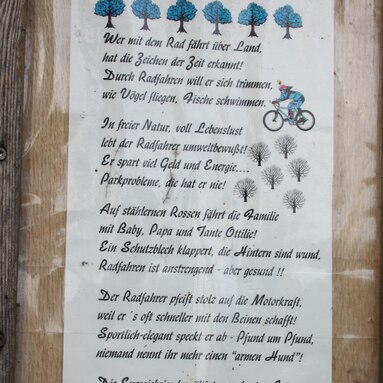 Wer mit dem Rad fährt über Land,
hat die Zeichen der Zeit erkannt!
Durch Radfahren will er sich trimmen,
wie Vögel fliegen, Fische schwimmen.
In freier Natur, voll Lebenslust
lebt der Radfahrer umweltbewußt!
Er spart viel Geld und Energie....
Parkprobleme, die hat er nie!
Auf stählernen Rossen fährt die Familie
mit Baby, Papa und Tante Ottilie!
Ein Schutzblech klappert, die Hintern sind wund,
Radfahren ist anstrengend - aber gesund !!
Der Radfahrer pfeift stolz auf die Motorkraft,
weil er´s oft schneller mit den Beinen schafft!
Sportlich-elegant speckt er ab - Pfund um Pfund,
niemand nennt ihr mehr einen "armen Hund"!
Die